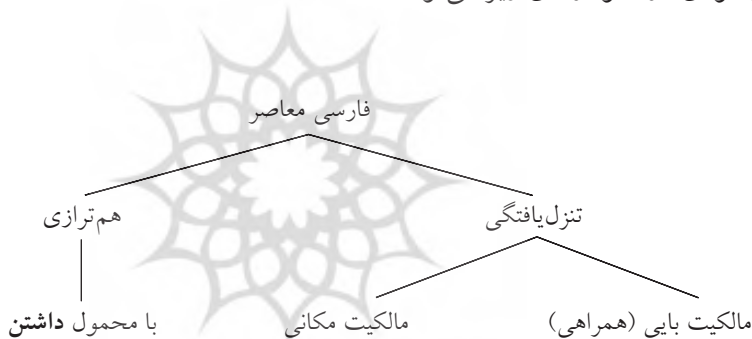 فارسی معاصر
تنزل‌یافتگی
هم‌ترازی
مالکیت بایی (همراهی)
مالکیت مکانی
با محمول داشتن